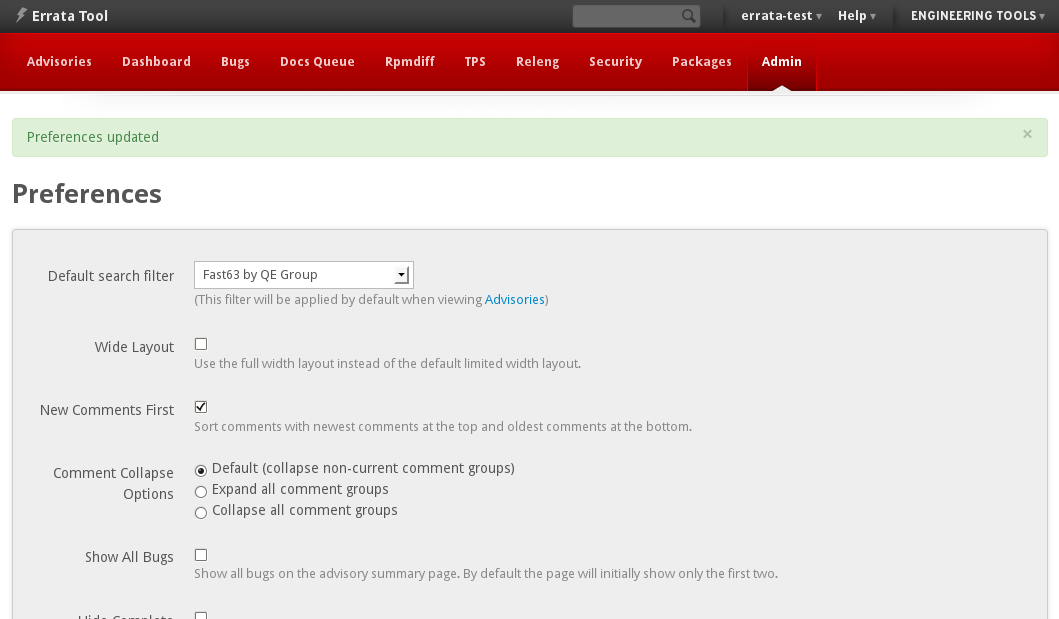 Errata Tool
errata-test ▾ Help ▾ ENGINEERING TOOLS ▾
Advisories Dashboard Bugs Docs Queue Rpmdiff TPS Releng Security Packages Admin
Preferences updated ×
Preferences
Default search filter Fast63 by QE Group
(This filter will be applied by default when viewing Advisories)
Wide Layout
Use the full width layout instead of the default limited width layout.
New Comments First
Sort comments with newest comments at the top and oldest comments at the bottom.
Comment Collapse Options
Default (collapse non-current comment groups)
Expand all comment groups
Collapse all comment groups
Show All Bugs
Show all bugs on the advisory summary page. By default the page will initially show only the first two.
Hide Complete